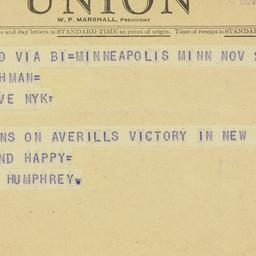 UNION
W. P. MARSHALL, PRESIDENT
ms and day letters is STANDARD TIME at point of origin. Time of receipt is STANDARD
D VIA BI=MINNEAPOLIS MINN NOV
HMAN=
VE NYK=
NS ON AVERILLS VICTORY IN NEW
ND HAPPY=
HUMPHREY=